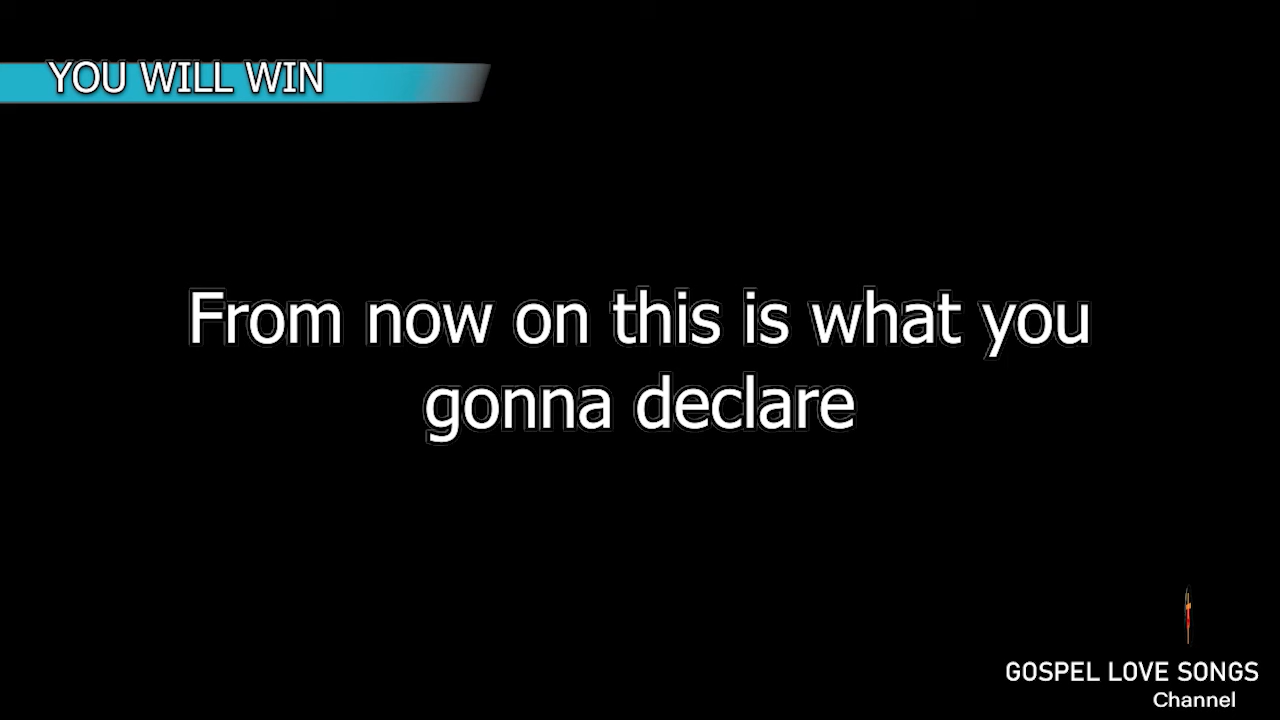 YOU WILL WIN
From now on this is what you
gonna declare
GOSPEL LOVE SONGS
Channel